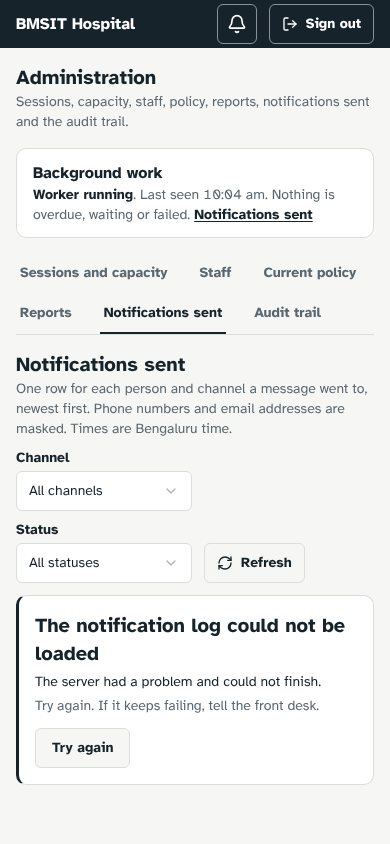 BMSIT Hospital
Sign out
Administration
Sessions, capacity, staff, policy, reports, notifications sent
and the audit trail.
Background work
Worker running. Last seen 10:04 am. Nothing is
overdue, waiting or failed. Notifications sent
Sessions and capacity Staff Current policy
Reports Notifications sent Audit trail
Notifications sent
One row for each person and channel a message went to,
newest first. Phone numbers and email addresses are
masked. Times are Bengaluru time.
Channel
All channels
Status
All statuses
Refresh
The notification log could not be
loaded
The server had a problem and could not finish.
Try again. If it keeps failing, tell the front desk.
Try again